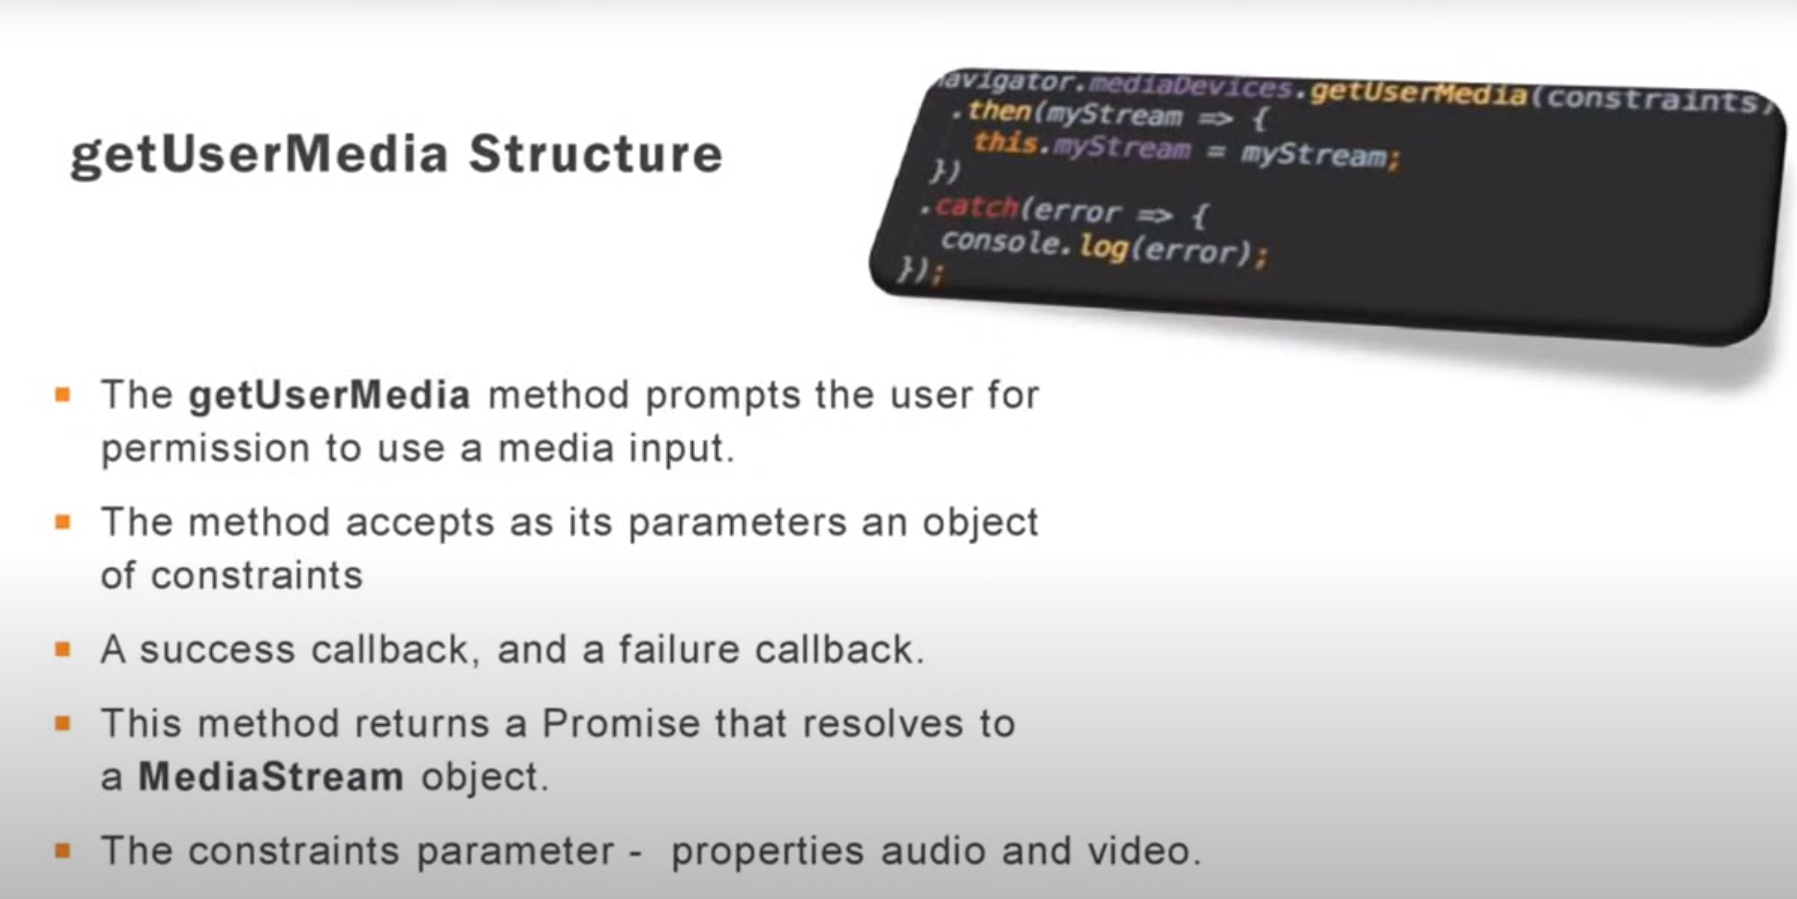 getUserMedia Structure
avigator.mediaDevices.getUserMedia(constraints)
.then(myStream => {
this.myStream = myStream;
})
.catch(error => {
console.log(error);
});
▪ The getUserMedia method prompts the user for
permission to use a media input.
▪ The method accepts as its parameters an object
of constraints
▪ A success callback, and a failure callback.
▪ This method returns a Promise that resolves to
a MediaStream object.
▪ The constraints parameter - properties audio and video.